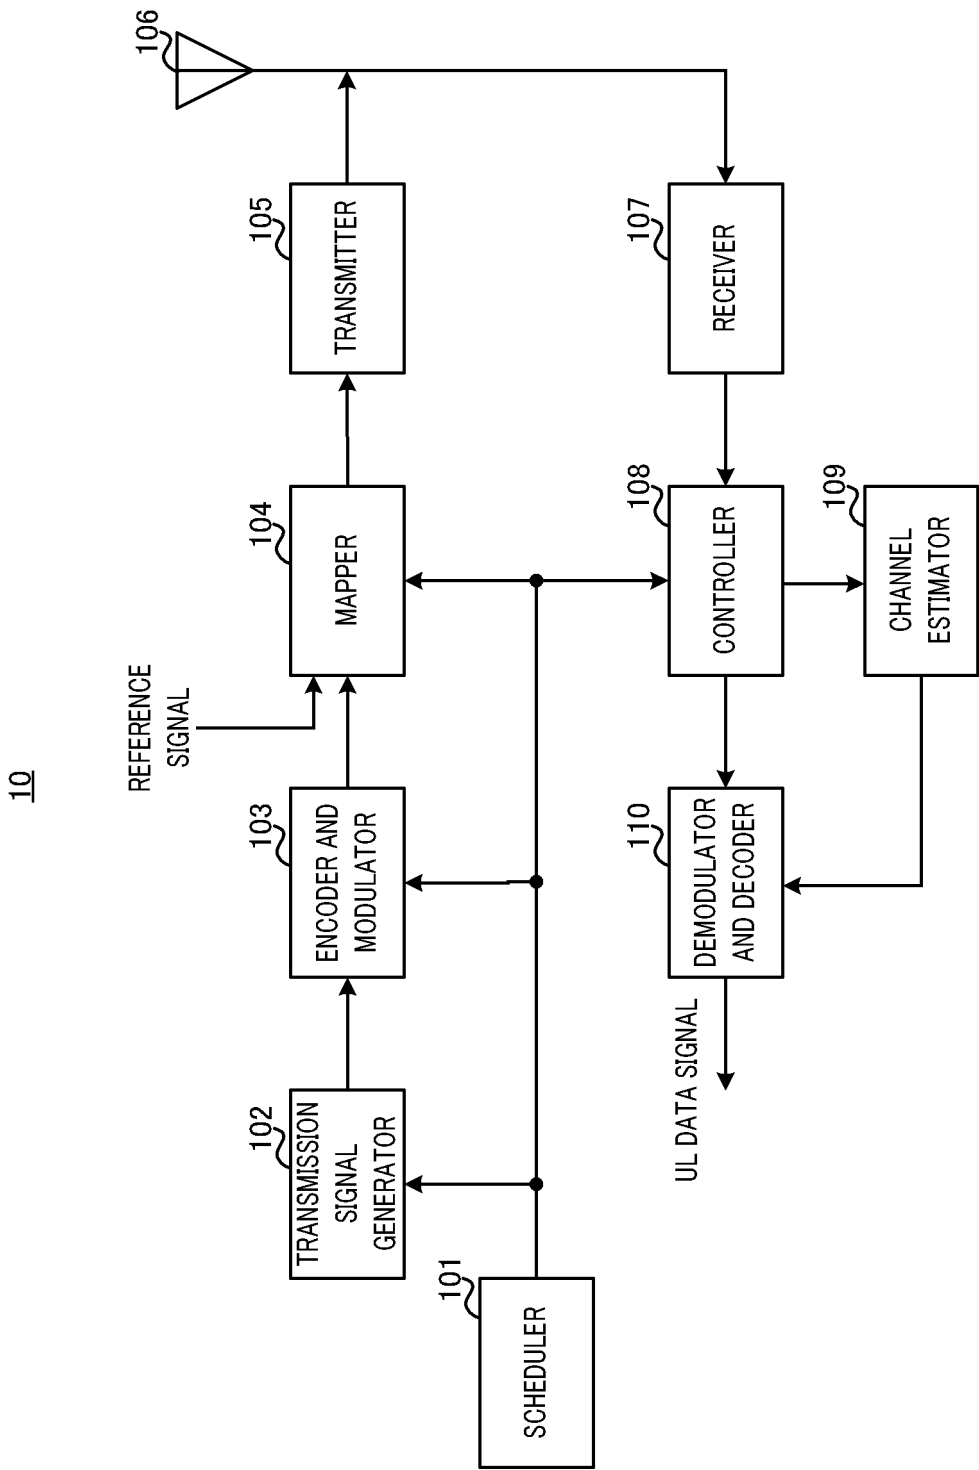 10
106
105
TRANSMITTER
107
RECEIVER
104
MAPPER
108
CONTROLLER
109
CHANNEL
ESTIMATOR
REFERENCE
SIGNAL
103
ENCODER AND
MODULATOR
110
DEMODULATOR
AND DECODER
102
TRANSMISSION
SIGNAL
GENERATOR
UL DATA SIGNAL
101
SCHEDULER